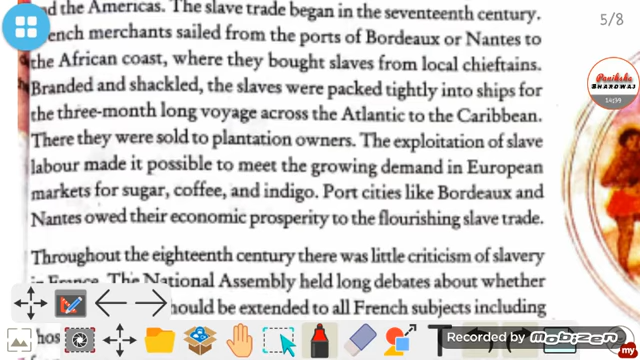 and the Americas. The slave trade began in the seventeenth century.
French merchants sailed from the ports of Bordeaux or Nantes to
the African coast, where they bought slaves from local chieftains.
Branded and shackled, the slaves were packed tightly into ships for
the three-month long voyage across the Atlantic to the Caribbean.
There they were sold to plantation owners. The exploitation of slave
labour made it possible to meet the growing demand in European
markets for sugar, coffee, and indigo. Port cities like Bordeaux and
Nantes owed their economic prosperity to the flourishing slave trade.
Throughout the eighteenth century there was little criticism of slavery
in France. The National Assembly held long debates about whether
should be extended to all French subjects including
5/8
BHARDWAJ
Recorded by MOBIZEN
my